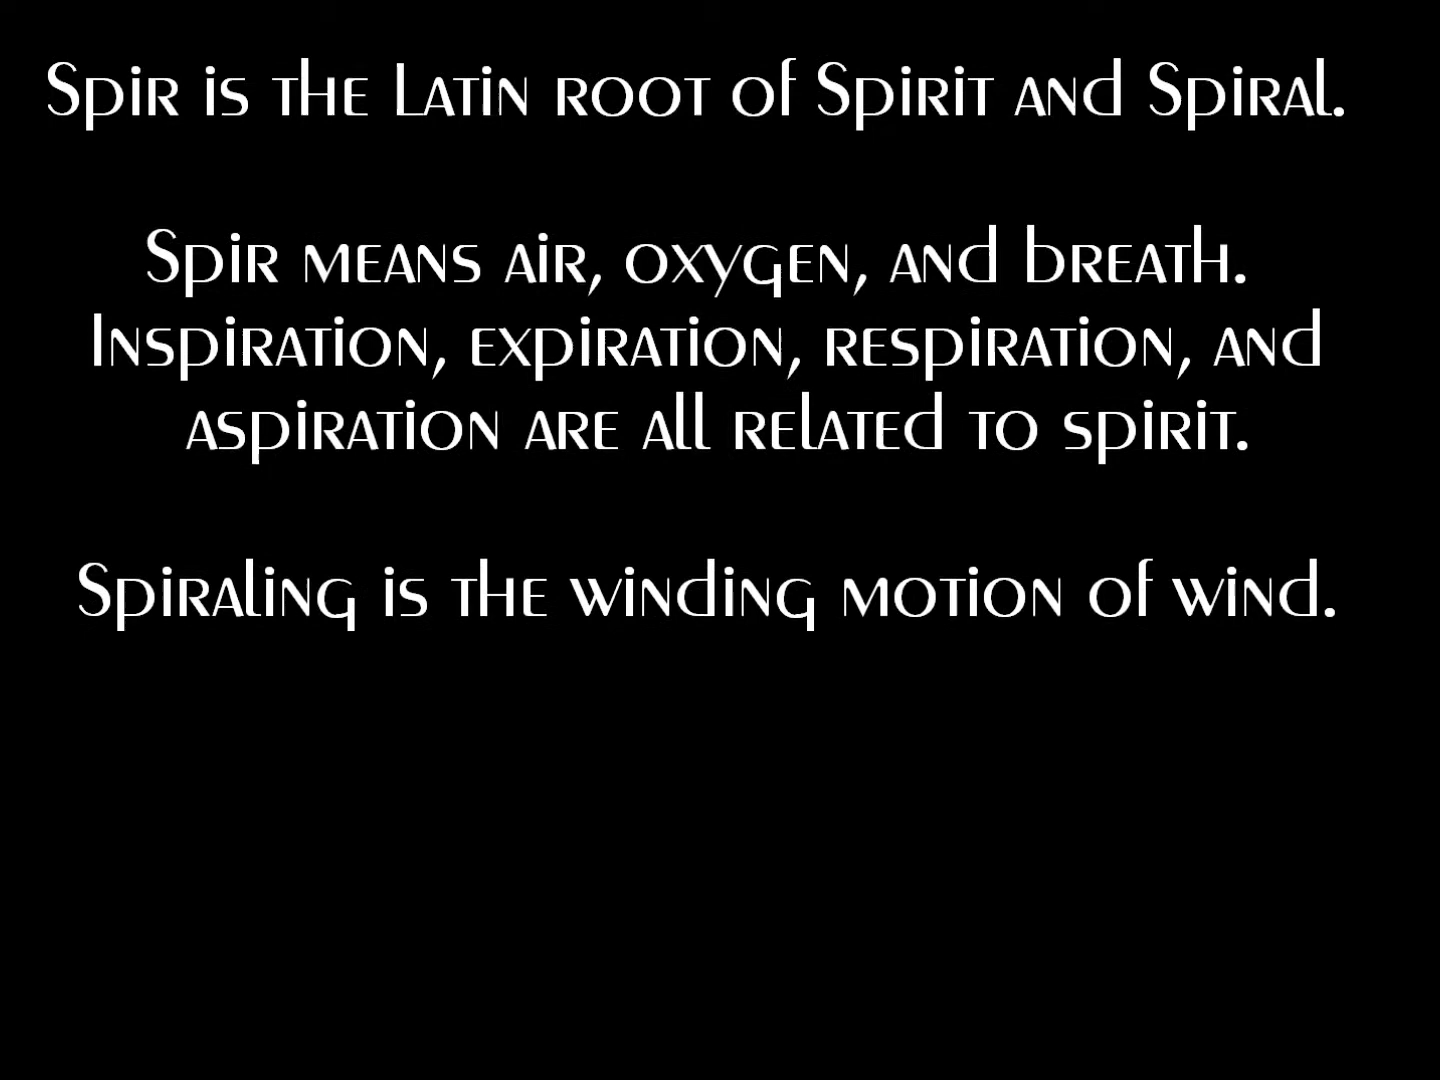 Spir is the Latin root of Spirit and Spiral.
Spir means air, oxygen, and breath.
Inspiration, expiration, respiration, and
aspiration are all related to spirit.
Spiraling is the winding motion of wind.